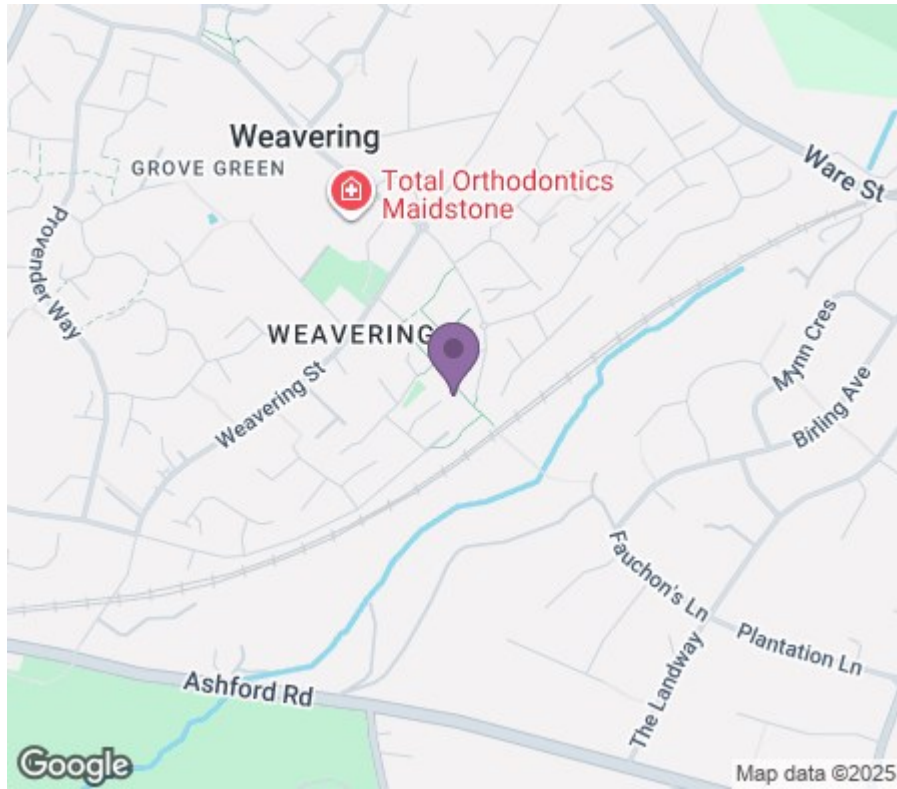 Weavering
GROVE GREEN
Total Orthodontics
Maidstone
Ware St
Provender Way
WEAVERING
Weavering St
Mynn Cres
Birling Ave
Fauchon's Ln
Plantation Ln
The Landway
Ashford Rd
Google
Map data ©2025